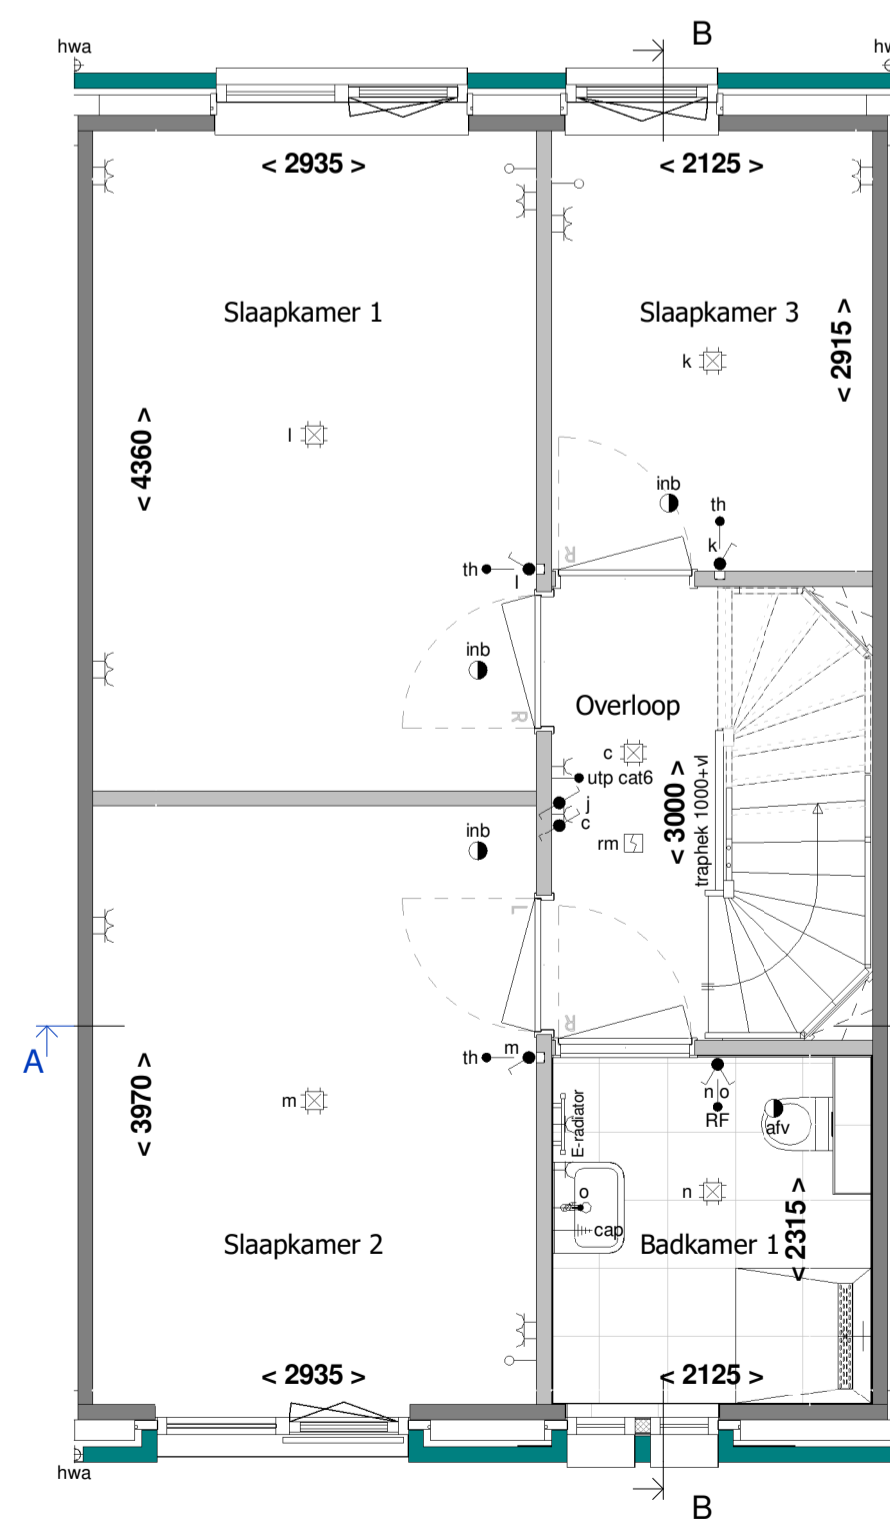 B
hwa
hw
< 2935 >
< 2125 >
Slaapkamer 1
Slaapkamer 3
< 2915 >
k
< 4360 >
l
inb
th
k
R
th
l
inb
R
Overloop
c
utp cat6
j
c
< 3000 >
traphek 1000+vl
rm
inb
L
R
A
m
th
n o
RF
afv
E-radiator
< 3970 >
m
o
n
cap
< 2315 >
Slaapkamer 2
Badkamer 1
< 2935 >
< 2125 >
hwa
B